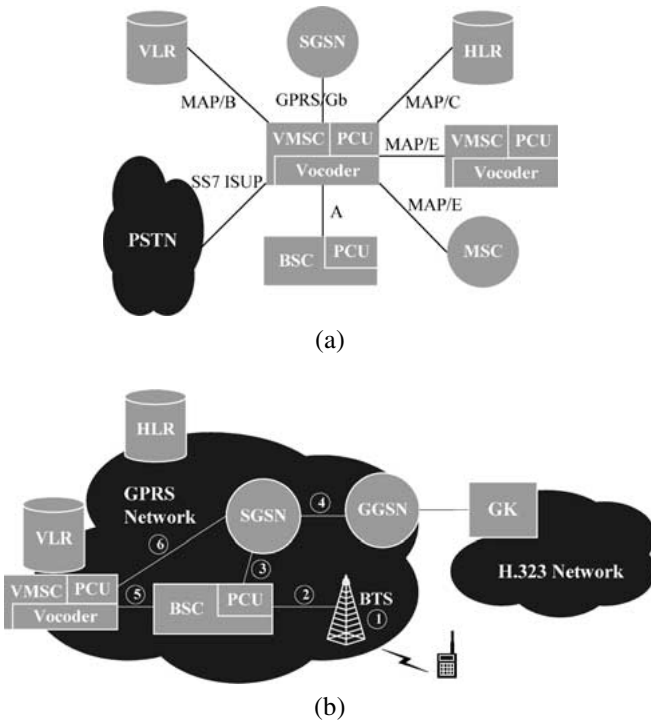 VLR
SGSN
HLR
MAP/B
GPRS/Gb
MAP/C
VMSC PCU
Vocoder
MAP/E
VMSC PCU
Vocoder
SS7 ISUP
PSTN
A
MAP/E
BSC PCU
MSC
(a)
HLR
GPRS
Network
VLR
SGSN
4
GGSN
GK
6
3
H.323 Network
VMSC PCU
Vocoder
5
BSC PCU
2
BTS
1
(b)